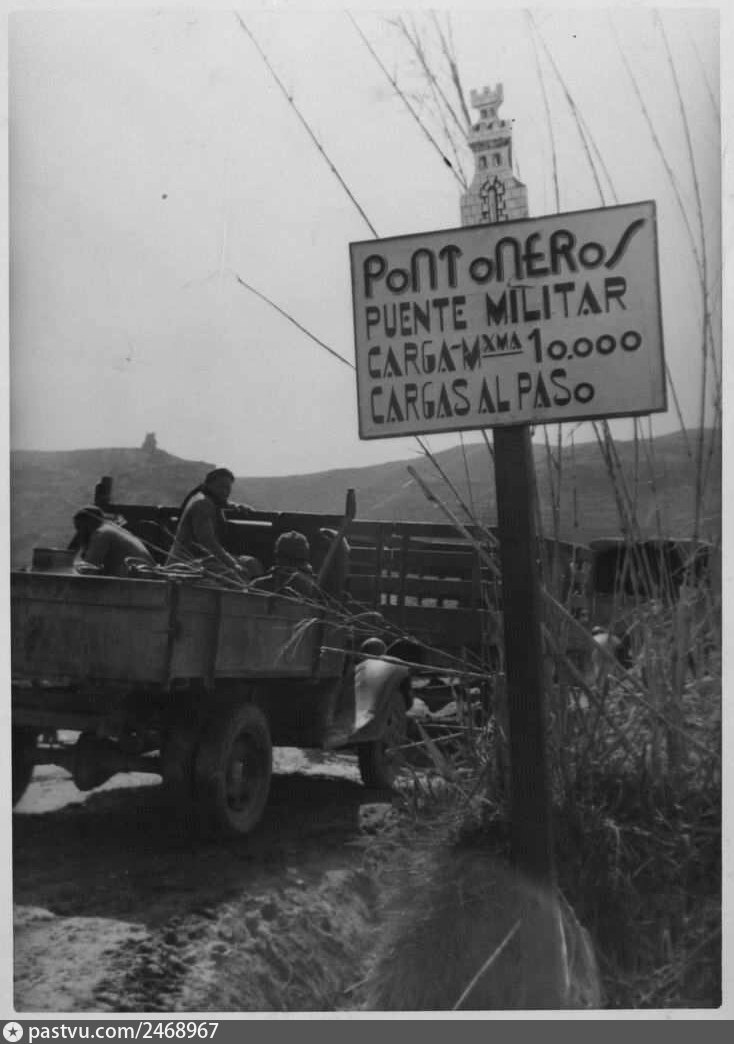 PONTONEROS
PUENTE MILITAR
CARGA-MXMA 10.000
CARGAS AL PASO
pastvu.com/2468967